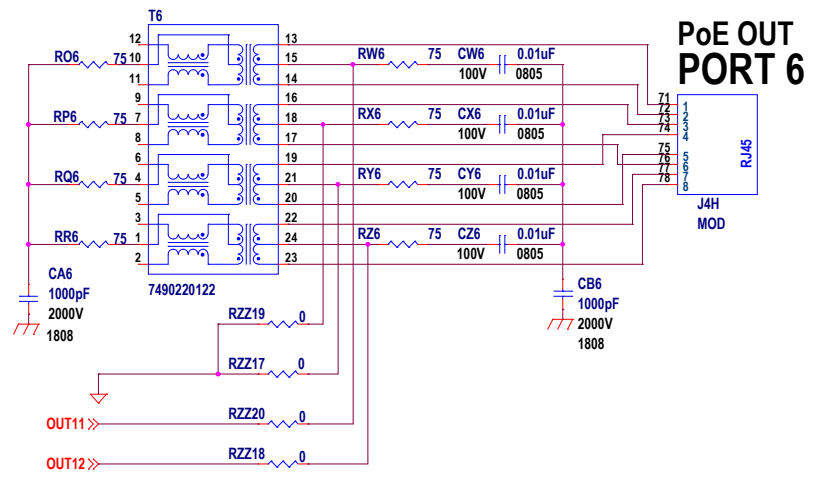 T6
PoE OUT
PORT 6
12 13
RO6 75 10 15 RW6 75 CW6 0.01uF
11 14 100V 0805
9 16
RP6 75 7 18 RX6 75 CX6 0.01uF
8 17 100V 0805
6 19
RQ6 75 4 21 RY6 75 CY6 0.01uF
5 20 100V 0805
3 22
RR6 75 1 24 RZ6 75 CZ6 0.01uF
2 23 100V 0805
71 1
72 2
73 3
74 4
75 5
76 6
77 7
78 8
RJ45
J4H
MOD
CA6
1000pF
2000V
1808
7490220122
CB6
1000pF
2000V
1808
RZZ19 0
RZZ17 0
OUT11 RZZ20 0
OUT12 RZZ18 0